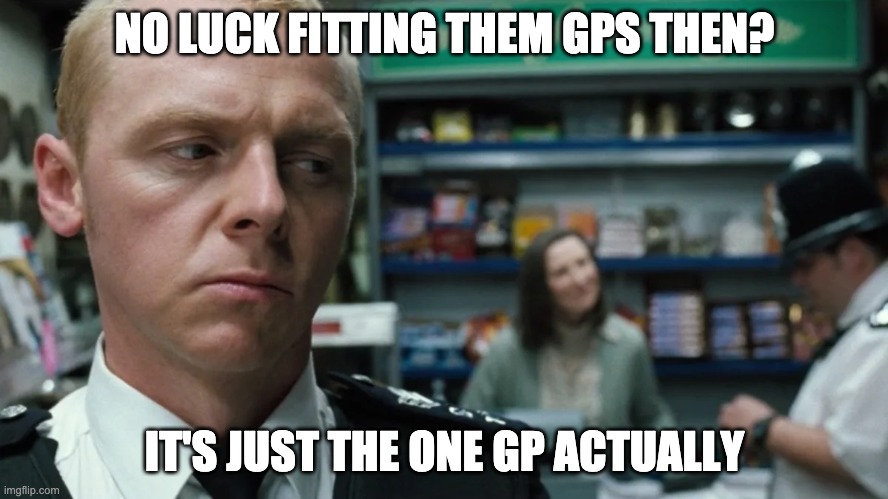 NO LUCK FITTING THEM GPS THEN?
IT'S JUST THE ONE GP ACTUALLY
imgflip.com